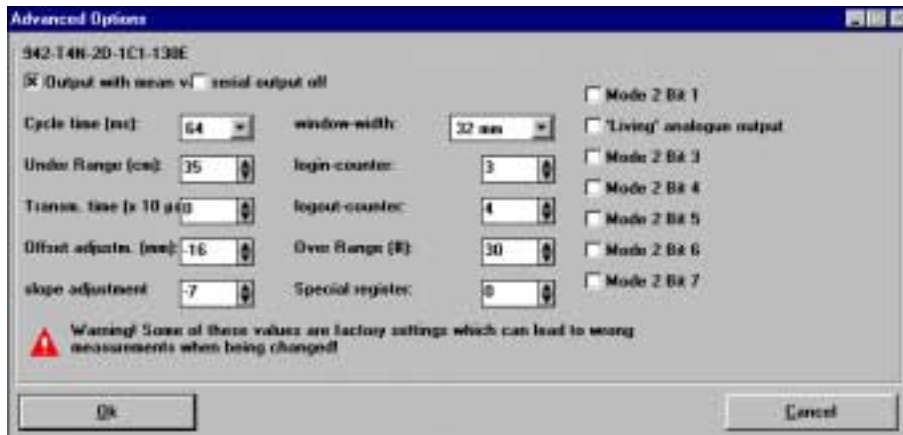 Advanced Options
942-T4N-2D-1C1-130E
Output with mean v serial output off
Cycle time (ms): 64
window-width: 32 mm
Under Range (cm): 35
login-counter: 3
Transm. time (x 10 µs 0
logout-counter: 4
Offset adjustm. (mm): -16
Over Range (ft): 30
slope adjustment -7
Special register: 0
Mode 2 Bit 1
'Living' analogue output
Mode 2 Bit 3
Mode 2 Bit 4
Mode 2 Bit 5
Mode 2 Bit 6
Mode 2 Bit 7
Warning! Some of these values are factory settings which can lead to wrong
measurements when being changed!
Ok
Cancel